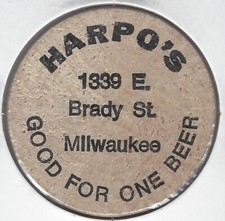 HARPO'S
1339 E.
Brady St.
Milwaukee
GOOD FOR ONE BEER